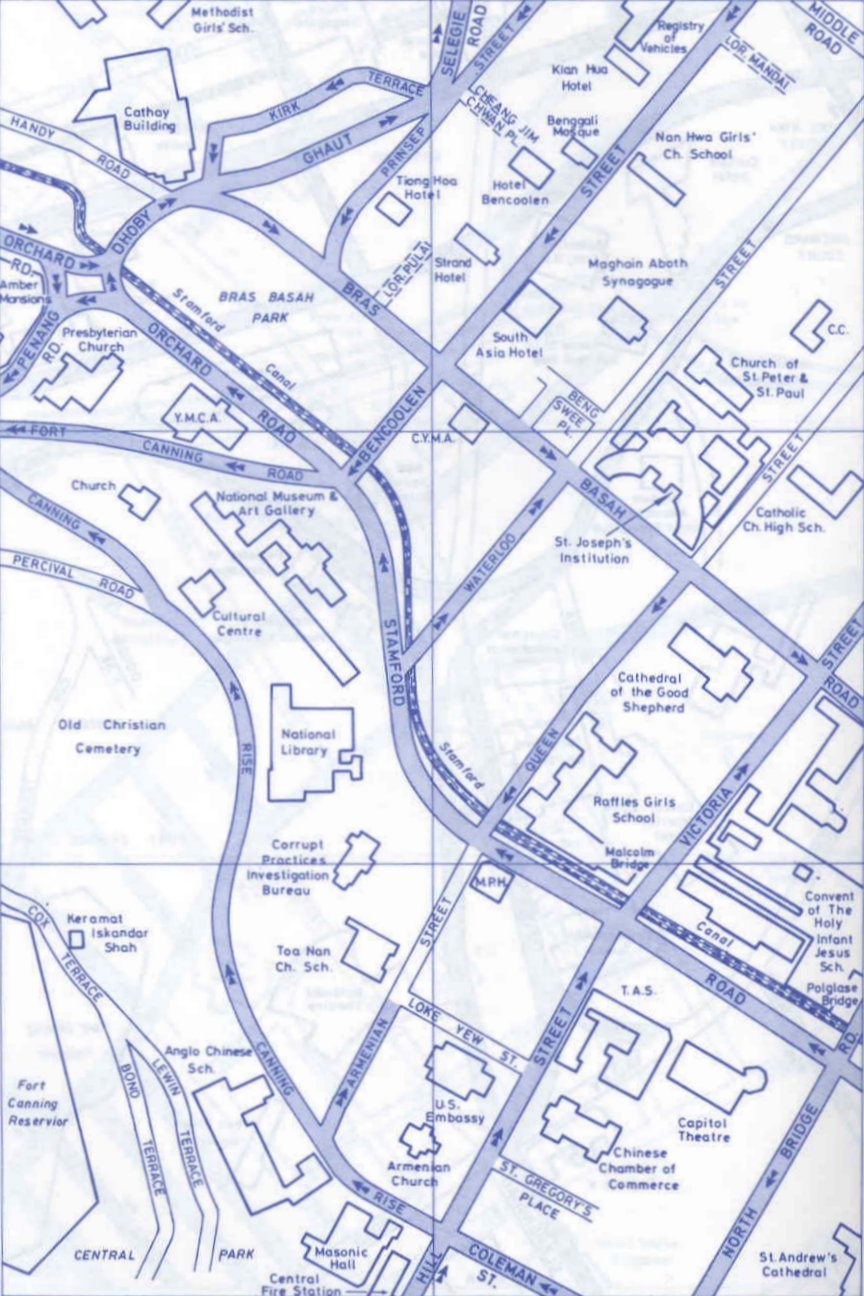 Methodist
Girls' Sch.
SELEGIE
ROAD
STREET
Registry
of
Vehicles
MIDDLE
ROAD
LOR. MANDAI
Kian Hua
Hotel
Cathay
Building
KIRK
TERRACE
CHEANG JIM
CHWAN PL.
Benggali
Mosque
Nan Hwa Girls'
Ch. School
HANDY
ROAD
GHAUT
PRINSEP
STREET
Tiong Hoa
Hotel
Hotel
Bencoolen
DHOBY
ORCHARD
RD.
Amber
Mansions
PENANG
RD.
Stamford
BRAS BASAH
PARK
BRAS
LOR. PULAI
Strand
Hotel
Maghain Aboth
Synagogue
STREET
Presbyterian
Church
ORCHARD
Canal
South
Asia Hotel
C.C.
Church of
St. Peter &
St. Paul
Y.M.C.A.
ROAD
BENCOOLEN
C.Y.M.A.
BENG
SWEE
PL.
STREET
FORT
CANNING
ROAD
Church
CANNING
National Museum &
Art Gallery
BASAH
St. Joseph's
Institution
Catholic
Ch. High Sch.
PERCIVAL ROAD
WATERLOO
Cultural
Centre
STAMFORD
STREET
ROAD
Cathedral
of the Good
Shepherd
Old Christian
Cemetery
National
Library
RISE
Stamford
QUEEN
Raffles Girls
School
VICTORIA
Corrupt
Practices
Investigation
Bureau
Malcolm
Bridge
M.P.H.
Convent
of The
Holy
Infant
Jesus
Sch.
COX
TERRACE
Keramat
Iskandar
Shah
STREET
Canal
Toa Nan
Ch. Sch.
T.A.S.
ROAD
Polglase
Bridge
RD.
LOKE YEW ST.
STREET
Anglo Chinese
Sch.
CANNING
ARMENIAN
Fort
Canning
Reservior
BOND
TERRACE
LEWIN
TERRACE
U.S.
Embassy
Capitol
Theatre
BRIDGE
Armenian
Church
Chinese
Chamber of
Commerce
ST. GREGORY'S
PLACE
RISE
NORTH
CENTRAL PARK
Masonic
Hall
HILL
COLEMAN
ST.
St. Andrew's
Cathedral
Central
Fire Station